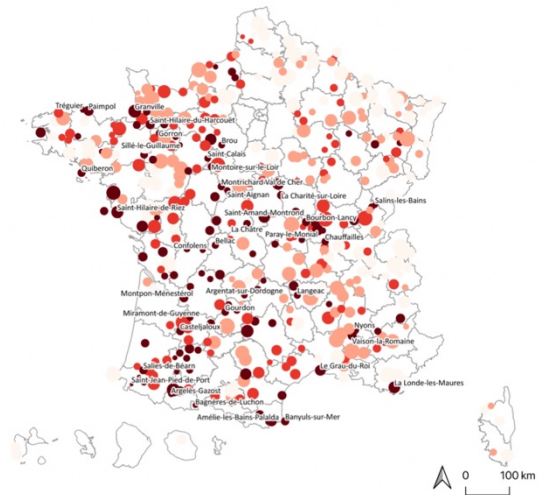 Tréguier
Paimpol
Granville
Saint-Hilaire-du-Harcouët
Gorron
Sillé-le-Guillaume
Brou
Saint-Calais
Quiberon
Montoire-sur-le-Loir
Montrichard-Val de Cher
Saint-Aignan
La Charité-sur-Loire
Salins-les-Bains
Saint-Hilaire-de-Riez
Saint-Amand-Montrond
Bourbon-Lancy
La Châtre
Paray-le-Monial
Chauffailles
Confolens
Bellac
Montpon-Ménestérol
Argentat-sur-Dordogne
Langeac
Miramont-de-Guyenne
Gourdon
Casteljaloux
Nyons
Vaison-la-Romaine
Salies-de-Béarn
Le Grau-du-Roi
Saint-Jean-Pied-de-Port
La Londe-les-Maures
Argelès-Gazost
Bagnères-de-Luchon
Amélie-les-Bains-Palalda
Banyuls-sur-Mer
0 100 km